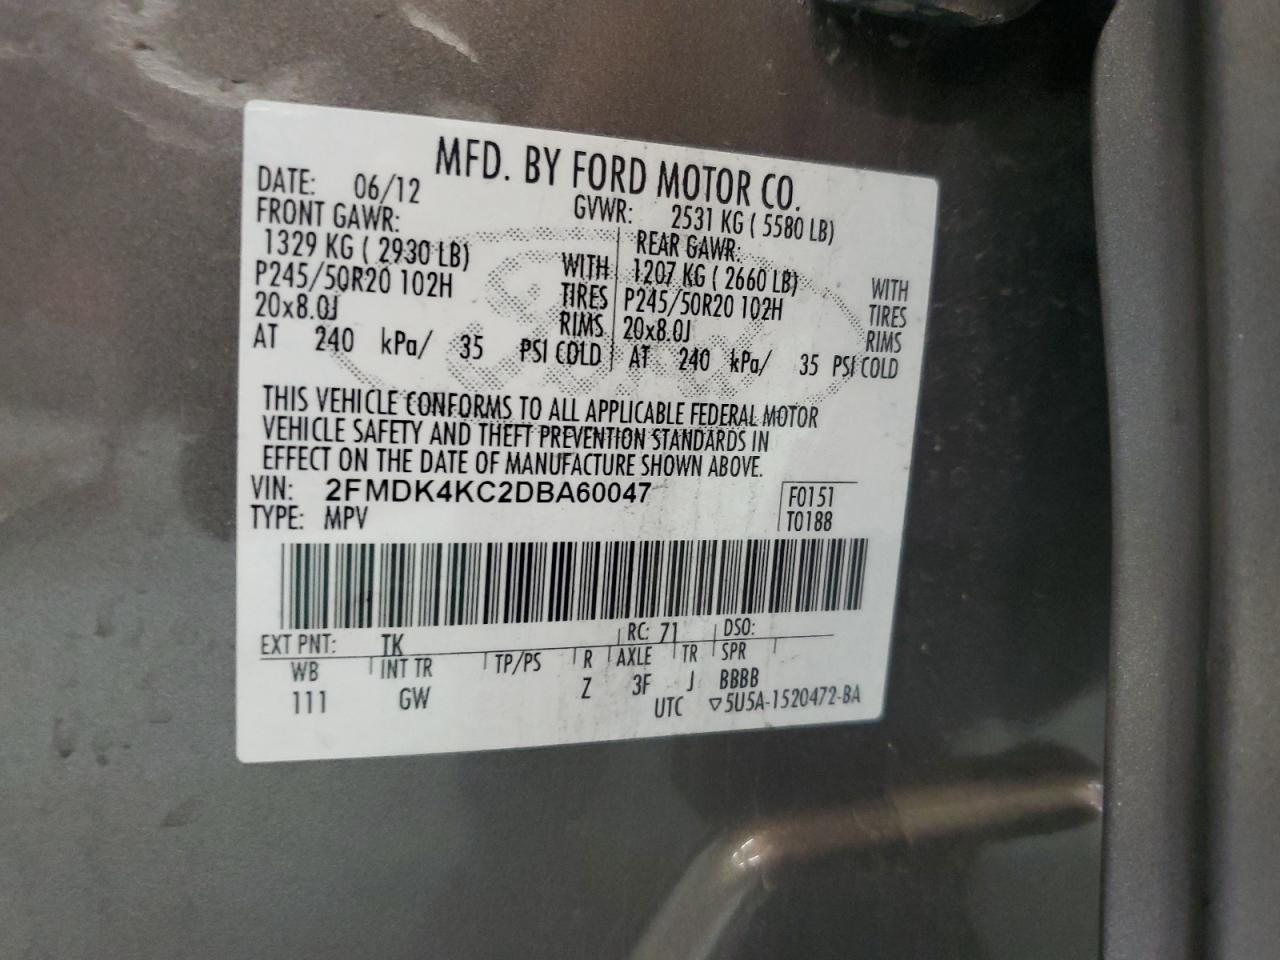 MFD. BY FORD MOTOR CO.
DATE: 06/12 GVWR: 2531 KG ( 5580 LB)
FRONT GAWR: REAR GAWR:
1329 KG ( 2930 LB) WITH 1207 KG ( 2660 LB) WITH
P245/50R20 102H TIRES P245/50R20 102H TIRES
20x8.0J RIMS 20x8.0J RIMS
AT 240 kPa/ 35 PSI COLD AT 240 kPa/ 35 PSI COLD
THIS VEHICLE CONFORMS TO ALL APPLICABLE FEDERAL MOTOR
VEHICLE SAFETY AND THEFT PREVENTION STANDARDS IN
EFFECT ON THE DATE OF MANUFACTURE SHOWN ABOVE.
VIN: 2FMDK4KC2DBA60047 F0151
TYPE: MPV T0188
EXT PNT: TK RC: 71 DSO:
WB INT TR TP/PS R AXLE TR SPR
111 GW Z 3F J BBBB
UTC ▽5U5A-1520472-BA